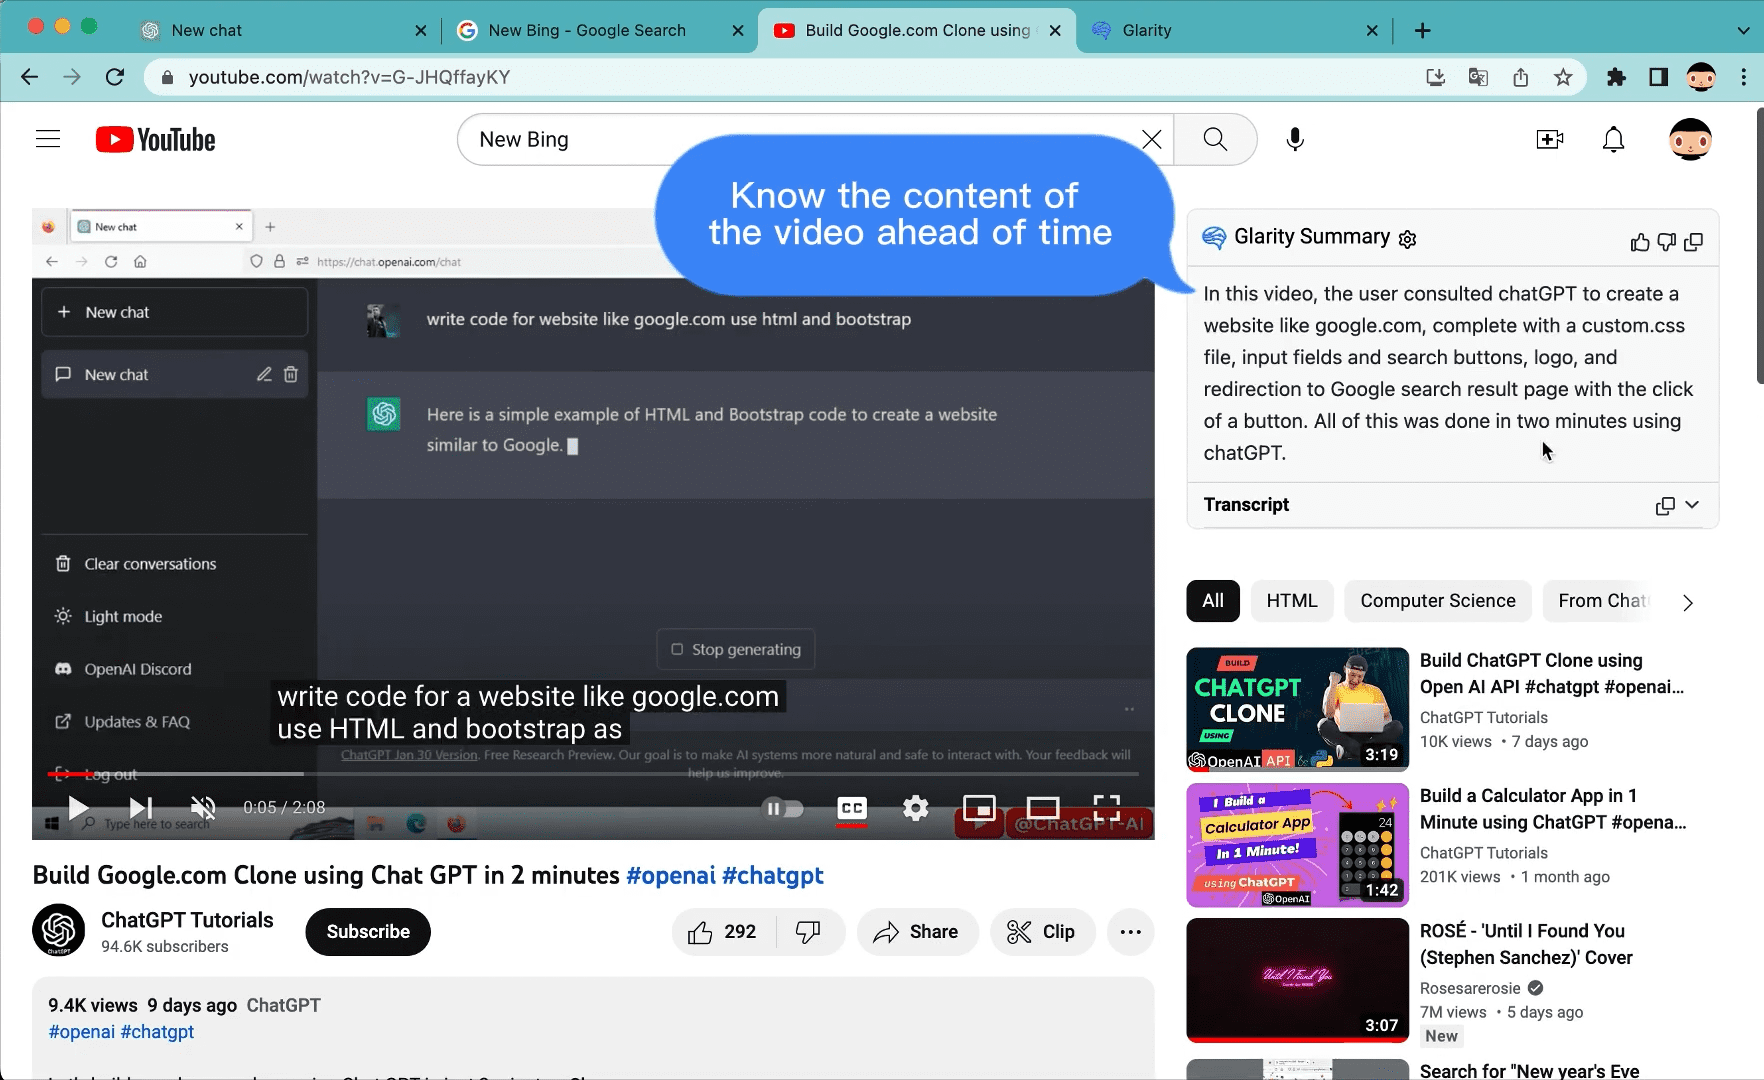 New chat
New Bing - Google Search
Build Google.com Clone using
Glarity
youtube.com/watch?v=G-JHQffayKY
YouTube
New Bing
Know the content of
the video ahead of time
New chat
https://chat.openai.com/chat
New chat
New chat
write code for website like google.com use html and bootstrap
Here is a simple example of HTML and Bootstrap code to create a website
similar to Google.
Clear conversations
Light mode
OpenAI Discord
Updates & FAQ
Log out
Stop generating
write code for a website like google.com
use HTML and bootstrap as
ChatGPT Jan 30 Version. Free Research Preview. Our goal is to make AI systems more natural and safe to interact with. Your feedback will
help us improve.
0:05 / 2:08
CC
Type here to search
@ChatGPT-AI
Build Google.com Clone using Chat GPT in 2 minutes #openai #chatgpt
ChatGPT Tutorials
94.6K subscribers
Subscribe
292
Share
Clip
9.4K views 9 days ago ChatGPT
#openai #chatgpt
Glarity Summary
In this video, the user consulted chatGPT to create a
website like google.com, complete with a custom.css
file, input fields and search buttons, logo, and
redirection to Google search result page with the click
of a button. All of this was done in two minutes using
chatGPT.
Transcript
All
HTML
Computer Science
From Chat
BUILD
CHATGPT
CLONE
USING
OpenAI API
3:19
Build ChatGPT Clone using
Open AI API #chatgpt #openai...
ChatGPT Tutorials
10K views • 7 days ago
I Build a
Calculator App
In 1 Minute!
using ChatGPT
OpenAI
24
1:42
Build a Calculator App in 1
Minute using ChatGPT #opena...
ChatGPT Tutorials
201K views • 1 month ago
Until I Found You
3:07
ROSÉ - 'Until I Found You
(Stephen Sanchez)' Cover
Rosesarerosie
7M views • 5 days ago
New
Search for "New year's Eve